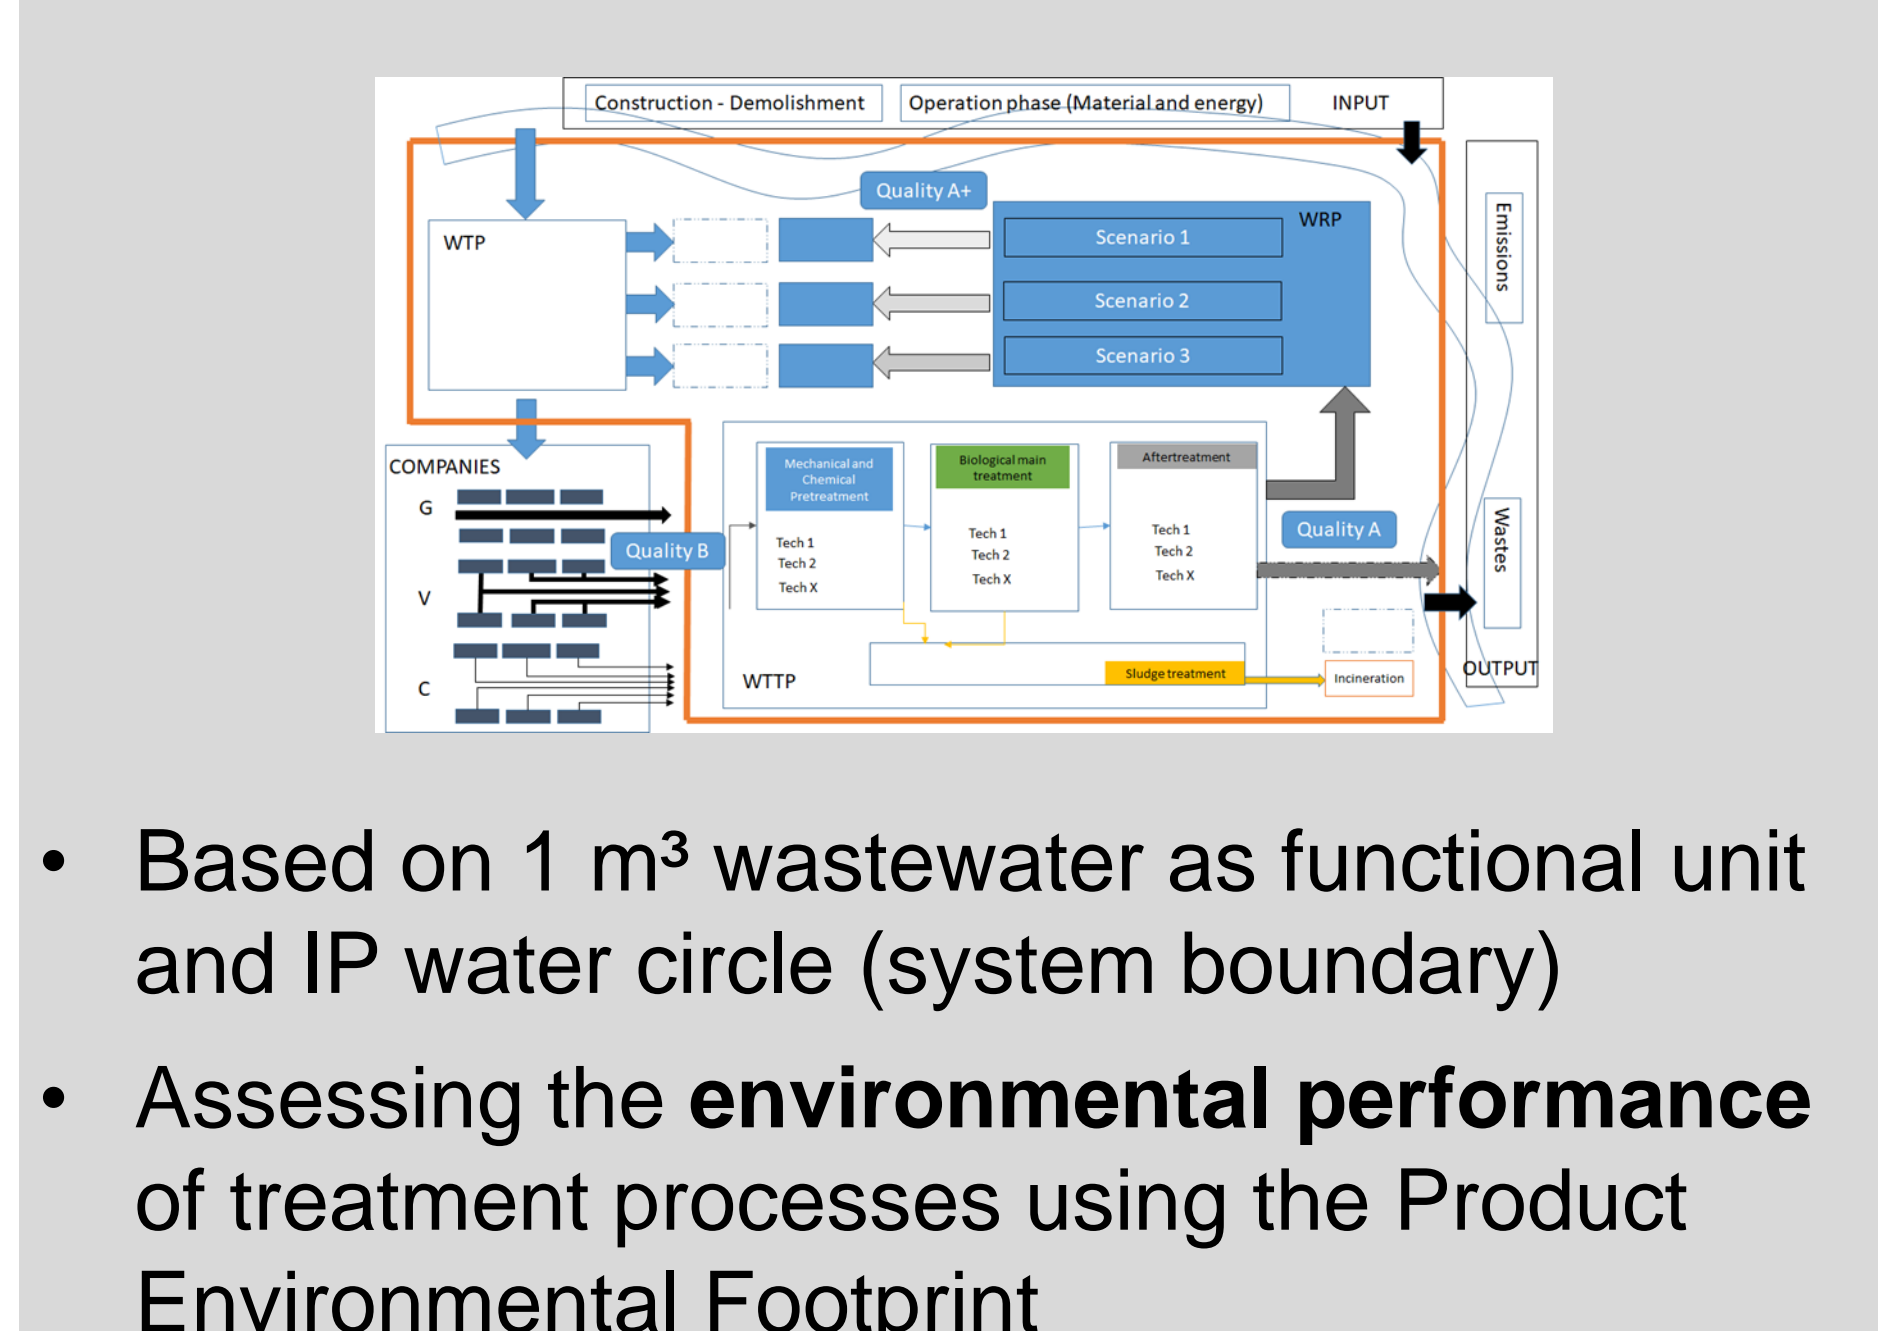 Construction - Demolishment
Operation phase (Material and energy)
INPUT
Quality A+
WTP
WRP
Scenario 1
Scenario 2
Scenario 3
Emissions
COMPANIES
G
V
C
Quality B
Mechanical and
Chemical
Pretreatment
Tech 1
Tech 2
Tech X
Biological main
treatment
Tech 1
Tech 2
Tech X
Aftertreatment
Tech 1
Tech 2
Tech X
Quality A
Wastes
WTTP
Sludge treatment
Incineration
OUTPUT
• Based on 1 m³ wastewater as functional unit
and IP water circle (system boundary)
• Assessing the environmental performance
of treatment processes using the Product
Environmental Footprint